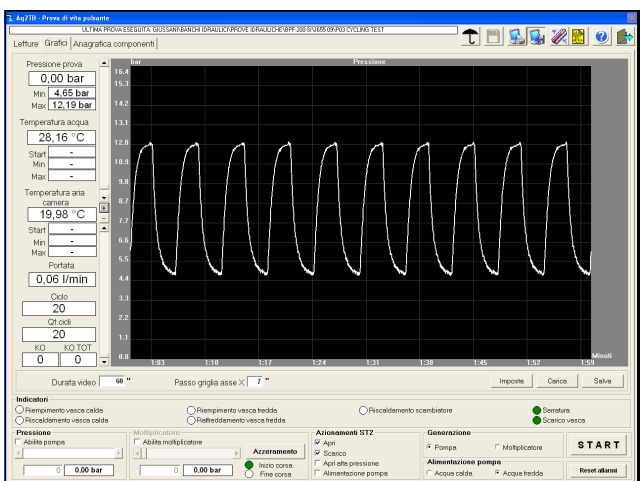 Aq2TB - Prova di vita pulsante
ULTIMA PROVA ESEGUITA: GIUSSANI\BANCHI IDRAULICI\PROVE IDRAULICHE\BPF-200-SIV\655 09\P03 CYCLING TEST
Letture Grafici Anagrafica componenti
Pressione prova
0,00 bar
Min 4,65 bar
Max 12,19 bar
Temperatura acqua
28,16 °C
Start -
Min -
Max -
Temperatura aria
camera
19,98 °C
Start -
Min -
Max -
Portata
0,06 l/min
Ciclo
20
Qt.cicli
20
KO KO TOT
0 0
bar Pressione
16.4
15.3
14.2
13.1
12.0
10.9
9.8
8.7
7.7
6.6
5.5
4.4
3.3
2.2
1.1
0.0
1:03 1:10 1:17 1:24 1:31 1:38 1:45 1:52 1:59 Minuti
Durata video 60 " Passo griglia asse X 7 " Imposta Carica Salva
Indicatori
Riempimento vasca calda Riempimento vasca fredda Riscaldamento scambiatore Serratura
Riscaldamento vasca calda Raffreddamento vasca fredda Scarico vasca
Pressione
Abilita pompa
0 0,00 bar
Moltiplicatore
Abilita moltiplicatore
Azzeramento
0 0,00 bar
Inizio corsa
Fine corsa
Azionamenti ST2
Apri
Scarico
Apri alta pressione
Alimentazione pompa
Generazione
Pompa Moltiplicatore
Alimentazione pompa
Acqua calda Acqua fredda
START
Reset allarmi